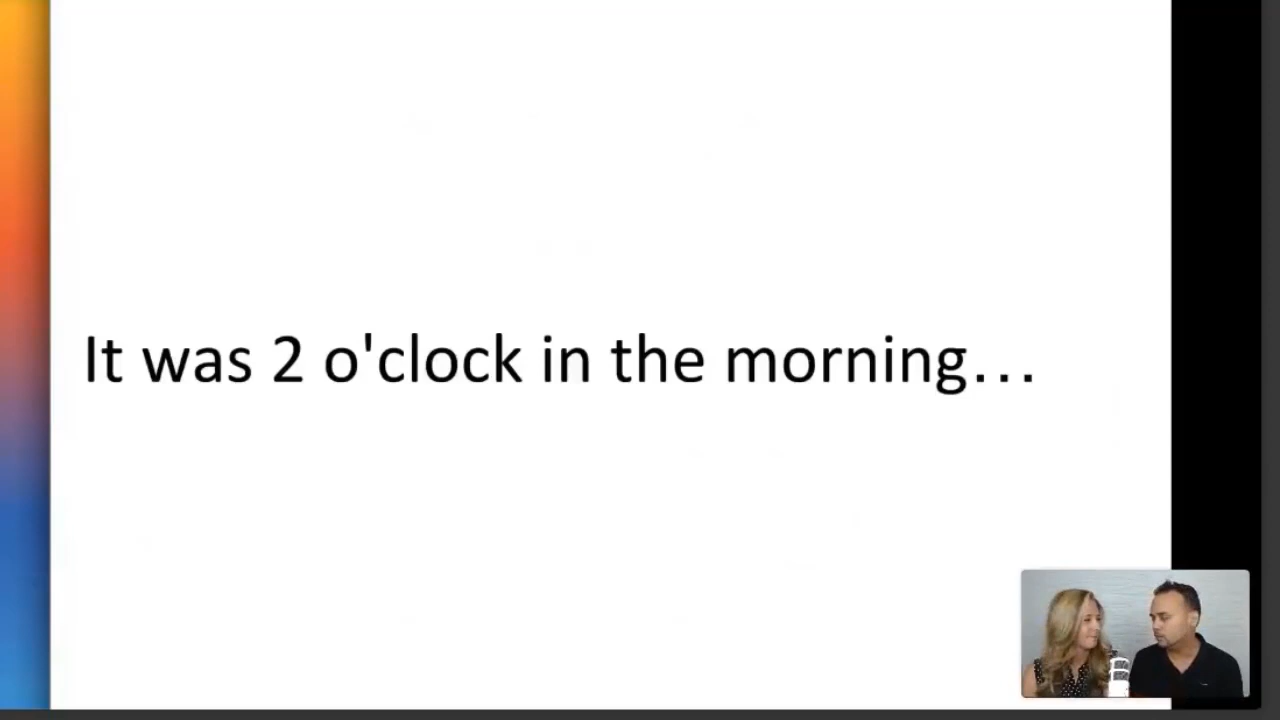 It was 2 o'clock in the morning…